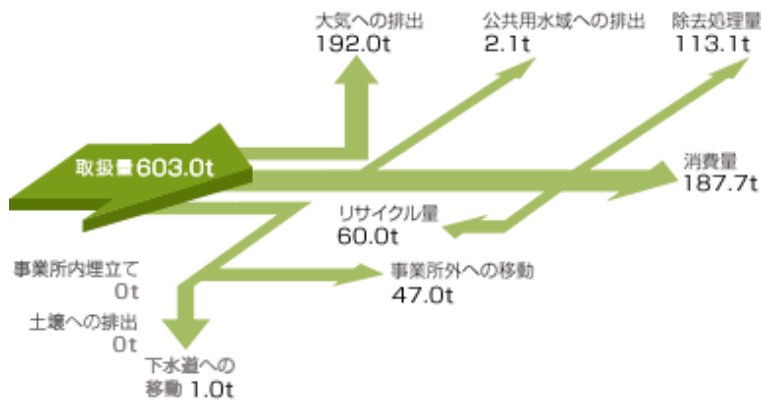 大気への排出
192.0t
公共用水域への排出
2.1t
除去処理量
113.1t
取扱量603.0t
消費量
187.7t
リサイクル量
60.0t
事業所内埋立て
0t
事業所外への移動
47.0t
土壌への排出
0t
下水道への
移動 1.0t